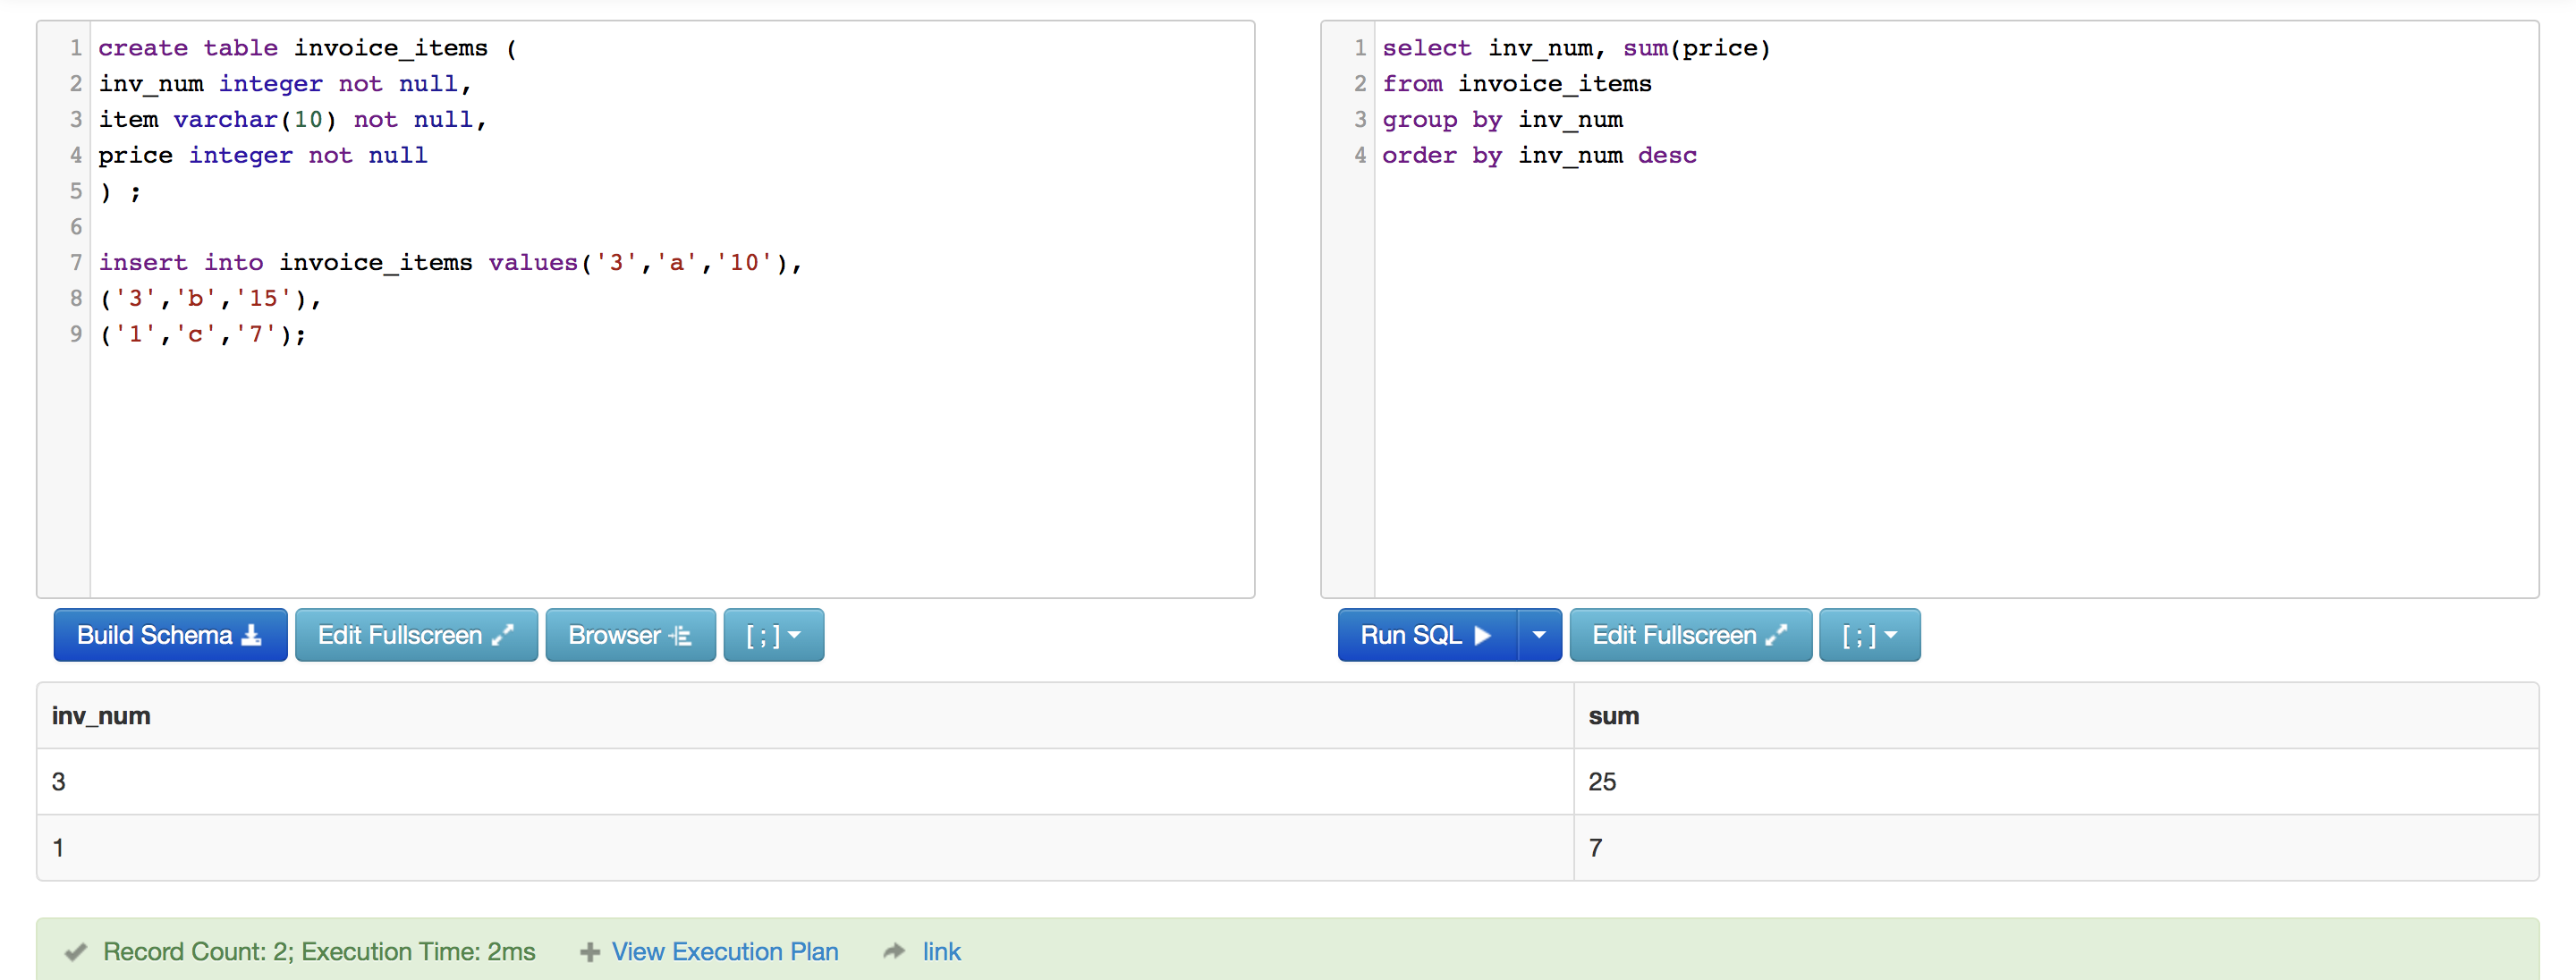 1 create table invoice_items (
2 inv_num integer not null,
3 item varchar(10) not null,
4 price integer not null
5 ) ;
6
7 insert into invoice_items values('3','a','10'),
8 ('3','b','15'),
9 ('1','c','7');
1 select inv_num, sum(price)
2 from invoice_items
3 group by inv_num
4 order by inv_num desc
Build Schema Edit Fullscreen Browser [ ; ]
Run SQL Edit Fullscreen [ ; ]
inv_num sum
3 25
1 7
Record Count: 2; Execution Time: 2ms View Execution Plan link